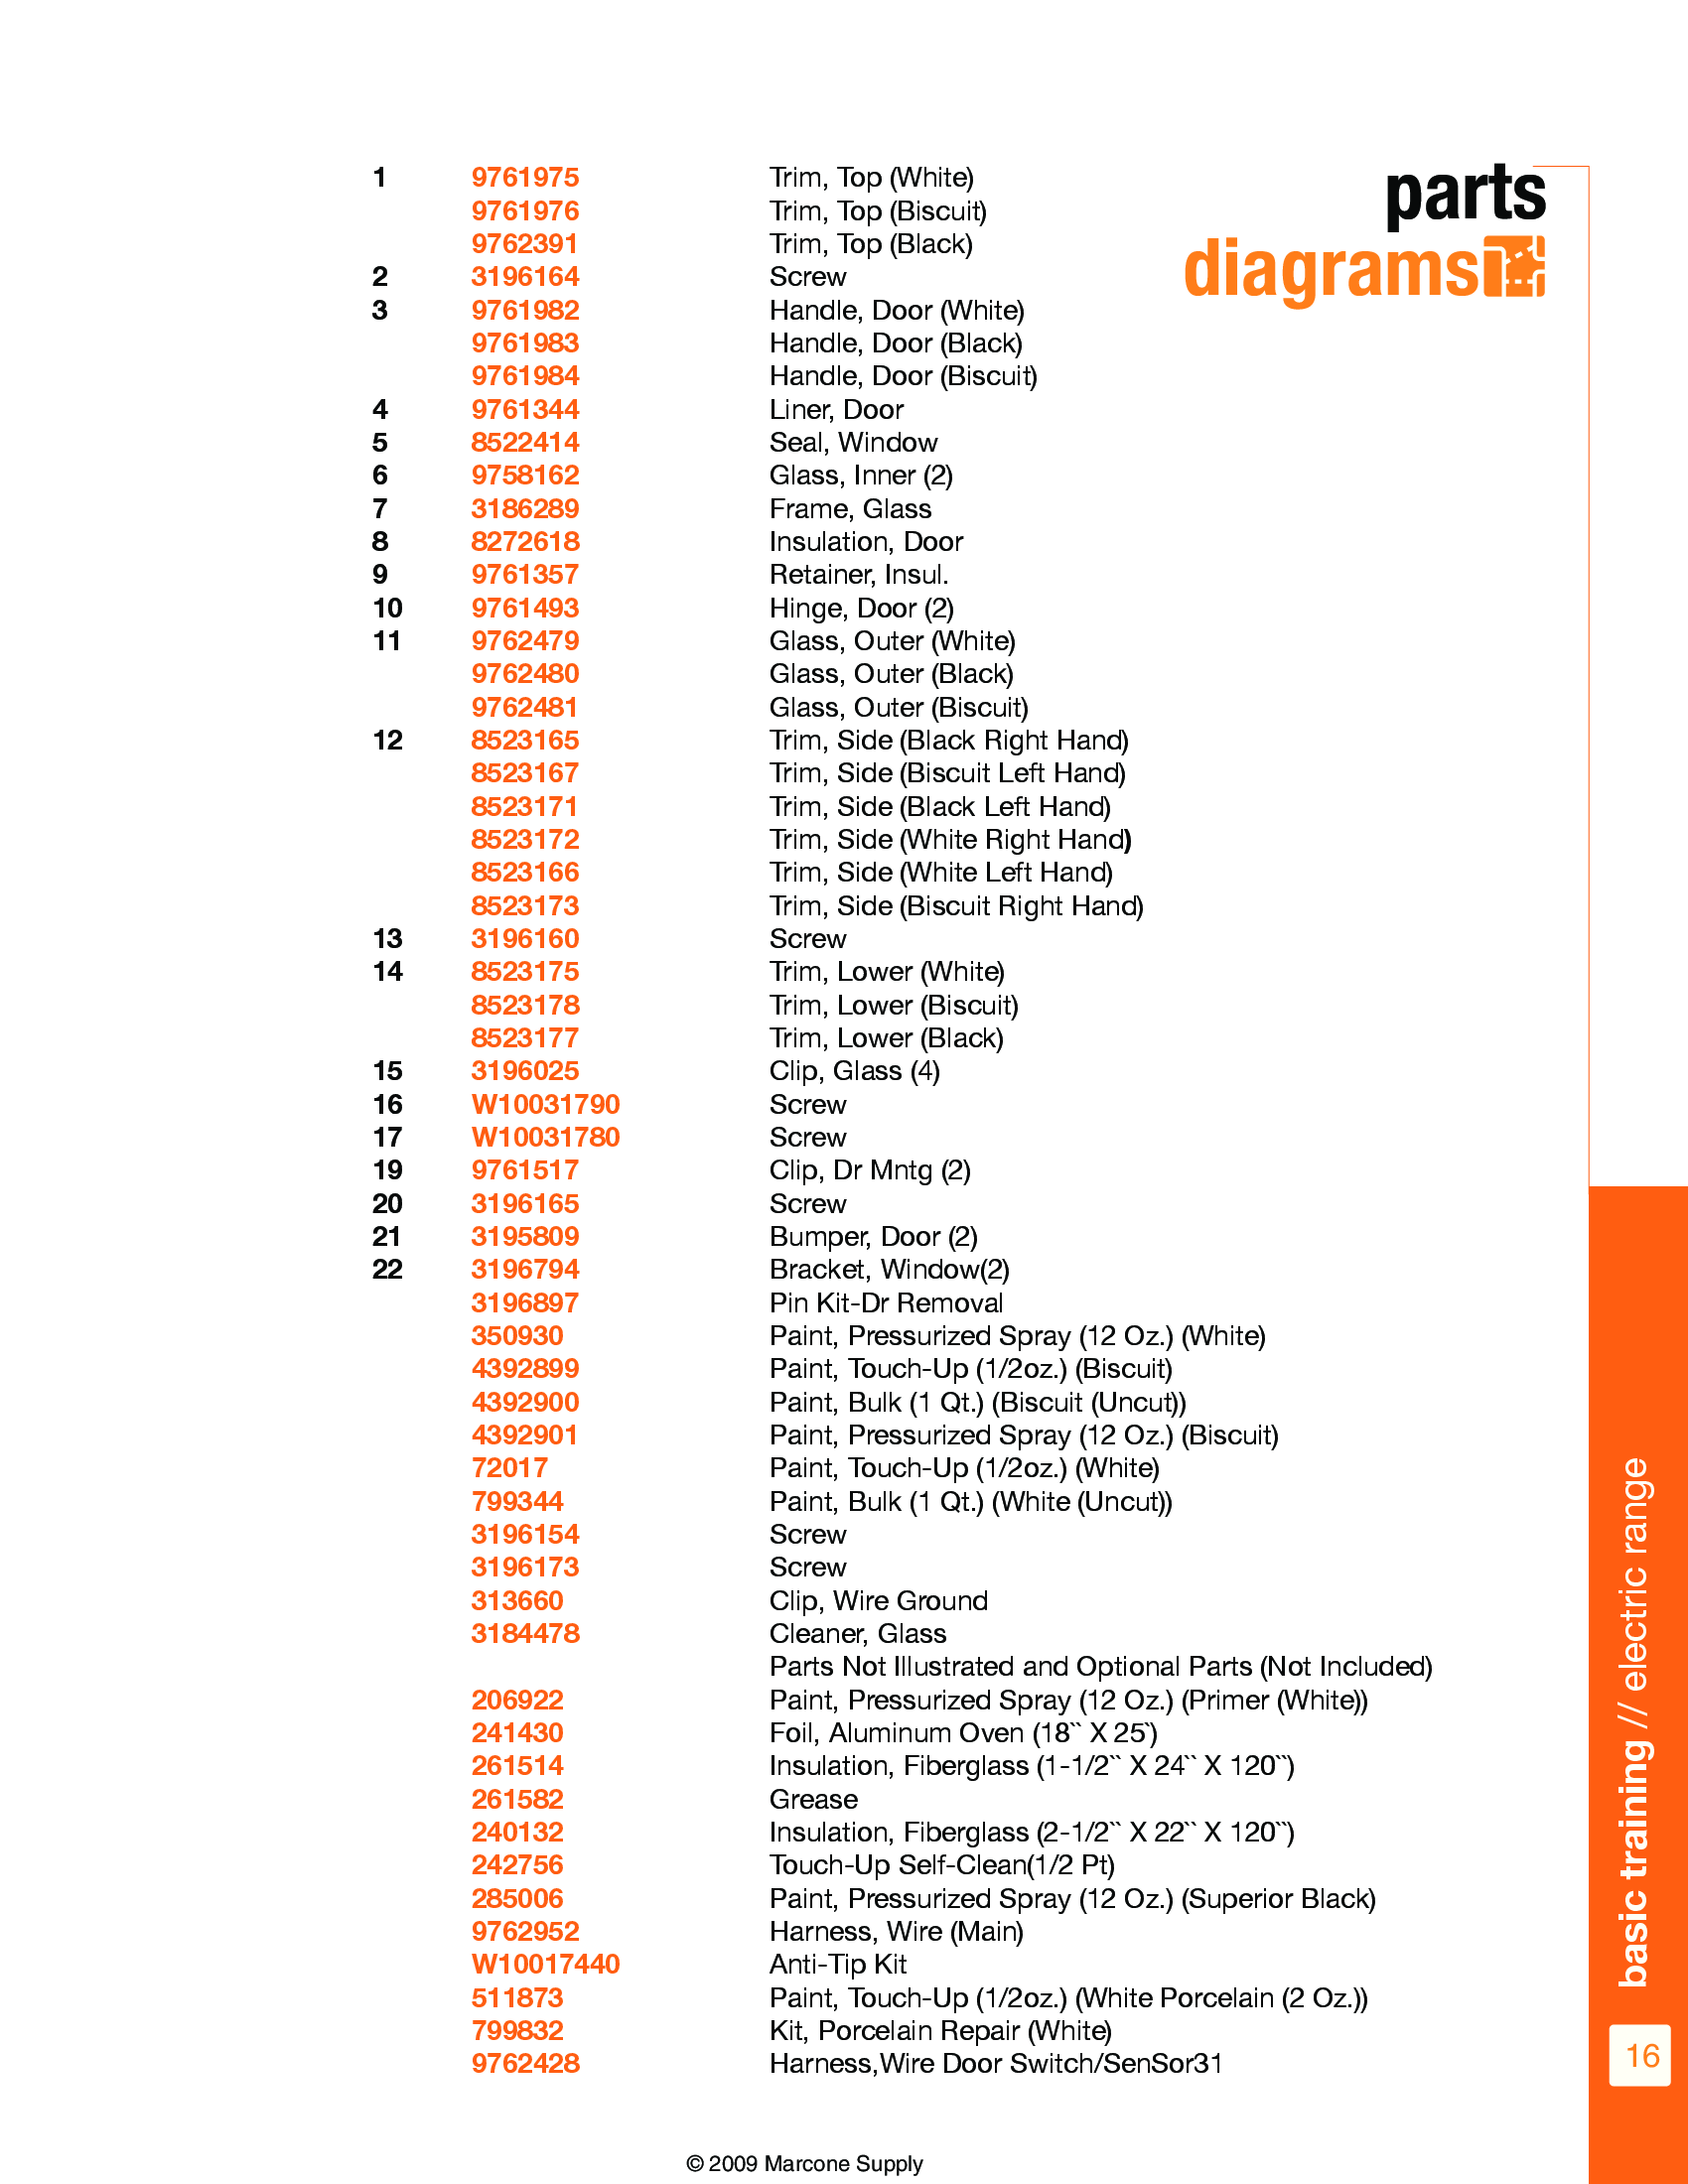 parts
diagrams
1 9761975 Trim, Top (White)
9761976 Trim, Top (Biscuit)
9762391 Trim, Top (Black)
2 3196164 Screw
3 9761982 Handle, Door (White)
9761983 Handle, Door (Black)
9761984 Handle, Door (Biscuit)
4 9761344 Liner, Door
5 8522414 Seal, Window
6 9758162 Glass, Inner (2)
7 3186289 Frame, Glass
8 8272618 Insulation, Door
9 9761357 Retainer, Insul.
10 9761493 Hinge, Door (2)
11 9762479 Glass, Outer (White)
9762480 Glass, Outer (Black)
9762481 Glass, Outer (Biscuit)
12 8523165 Trim, Side (Black Right Hand)
8523167 Trim, Side (Biscuit Left Hand)
8523171 Trim, Side (Black Left Hand)
8523172 Trim, Side (White Right Hand)
8523166 Trim, Side (White Left Hand)
8523173 Trim, Side (Biscuit Right Hand)
13 3196160 Screw
14 8523175 Trim, Lower (White)
8523178 Trim, Lower (Biscuit)
8523177 Trim, Lower (Black)
15 3196025 Clip, Glass (4)
16 W10031790 Screw
17 W10031780 Screw
19 9761517 Clip, Dr Mntg (2)
20 3196165 Screw
21 3195809 Bumper, Door (2)
22 3196794 Bracket, Window(2)
3196897 Pin Kit-Dr Removal
350930 Paint, Pressurized Spray (12 Oz.) (White)
4392899 Paint, Touch-Up (1/2oz.) (Biscuit)
4392900 Paint, Bulk (1 Qt.) (Biscuit (Uncut))
4392901 Paint, Pressurized Spray (12 Oz.) (Biscuit)
72017 Paint, Touch-Up (1/2oz.) (White)
799344 Paint, Bulk (1 Qt.) (White (Uncut))
3196154 Screw
3196173 Screw
313660 Clip, Wire Ground
3184478 Cleaner, Glass
Parts Not Illustrated and Optional Parts (Not Included)
206922 Paint, Pressurized Spray (12 Oz.) (Primer (White))
241430 Foil, Aluminum Oven (18`` X 25`)
261514 Insulation, Fiberglass (1-1/2`` X 24`` X 120``)
261582 Grease
240132 Insulation, Fiberglass (2-1/2`` X 22`` X 120``)
242756 Touch-Up Self-Clean(1/2 Pt)
285006 Paint, Pressurized Spray (12 Oz.) (Superior Black)
9762952 Harness, Wire (Main)
W10017440 Anti-Tip Kit
511873 Paint, Touch-Up (1/2oz.) (White Porcelain (2 Oz.))
799832 Kit, Porcelain Repair (White)
9762428 Harness,Wire Door Switch/SenSor31
basic training // electric range
16
© 2009 Marcone Supply